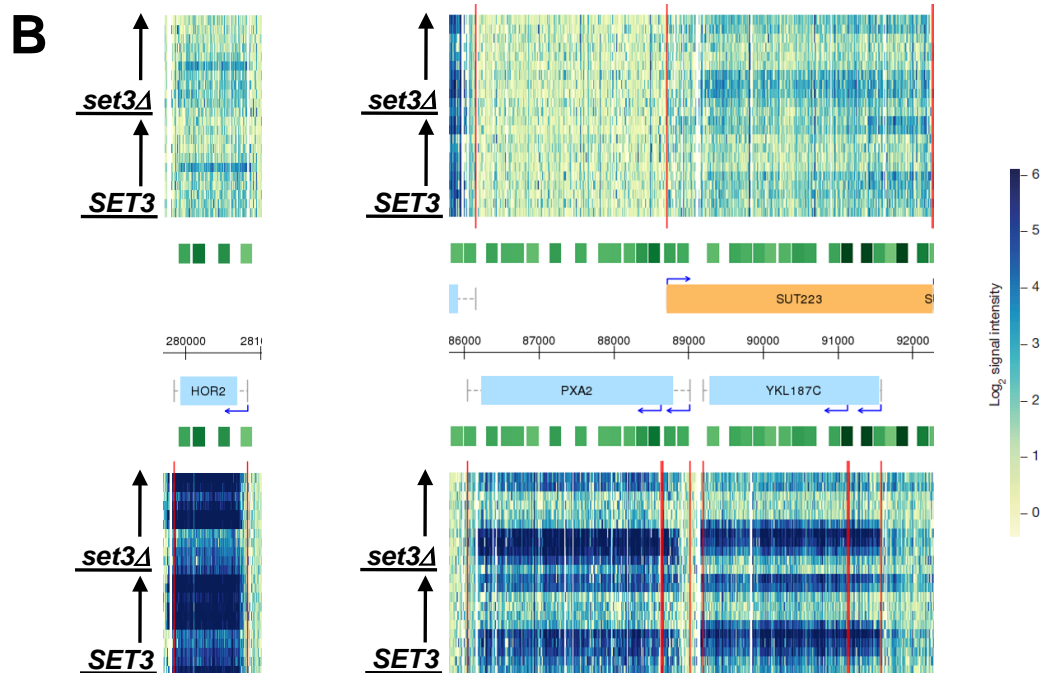 B
set3Δ
SET3
set3Δ
SET3
SUT223
SU
280000
281
86000 87000 88000 89000 90000 91000 92000
HOR2
PXA2
YKL187C
set3Δ
SET3
set3Δ
SET3
Log2 signal intensity
6
5
4
3
2
1
0